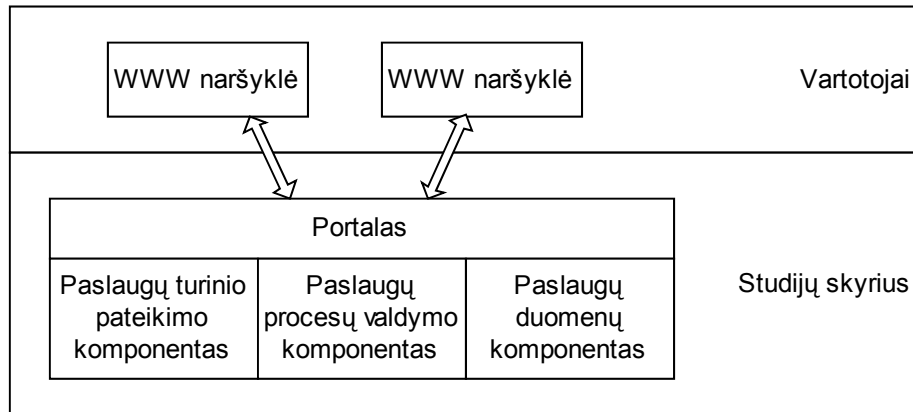 WWW naršyklė
WWW naršyklė
Vartotojai
Portalas
Paslaugų turinio
pateikimo
komponentas
Paslaugų
procesų valdymo
komponentas
Paslaugų
duomenų
komponentas
Studijų skyrius